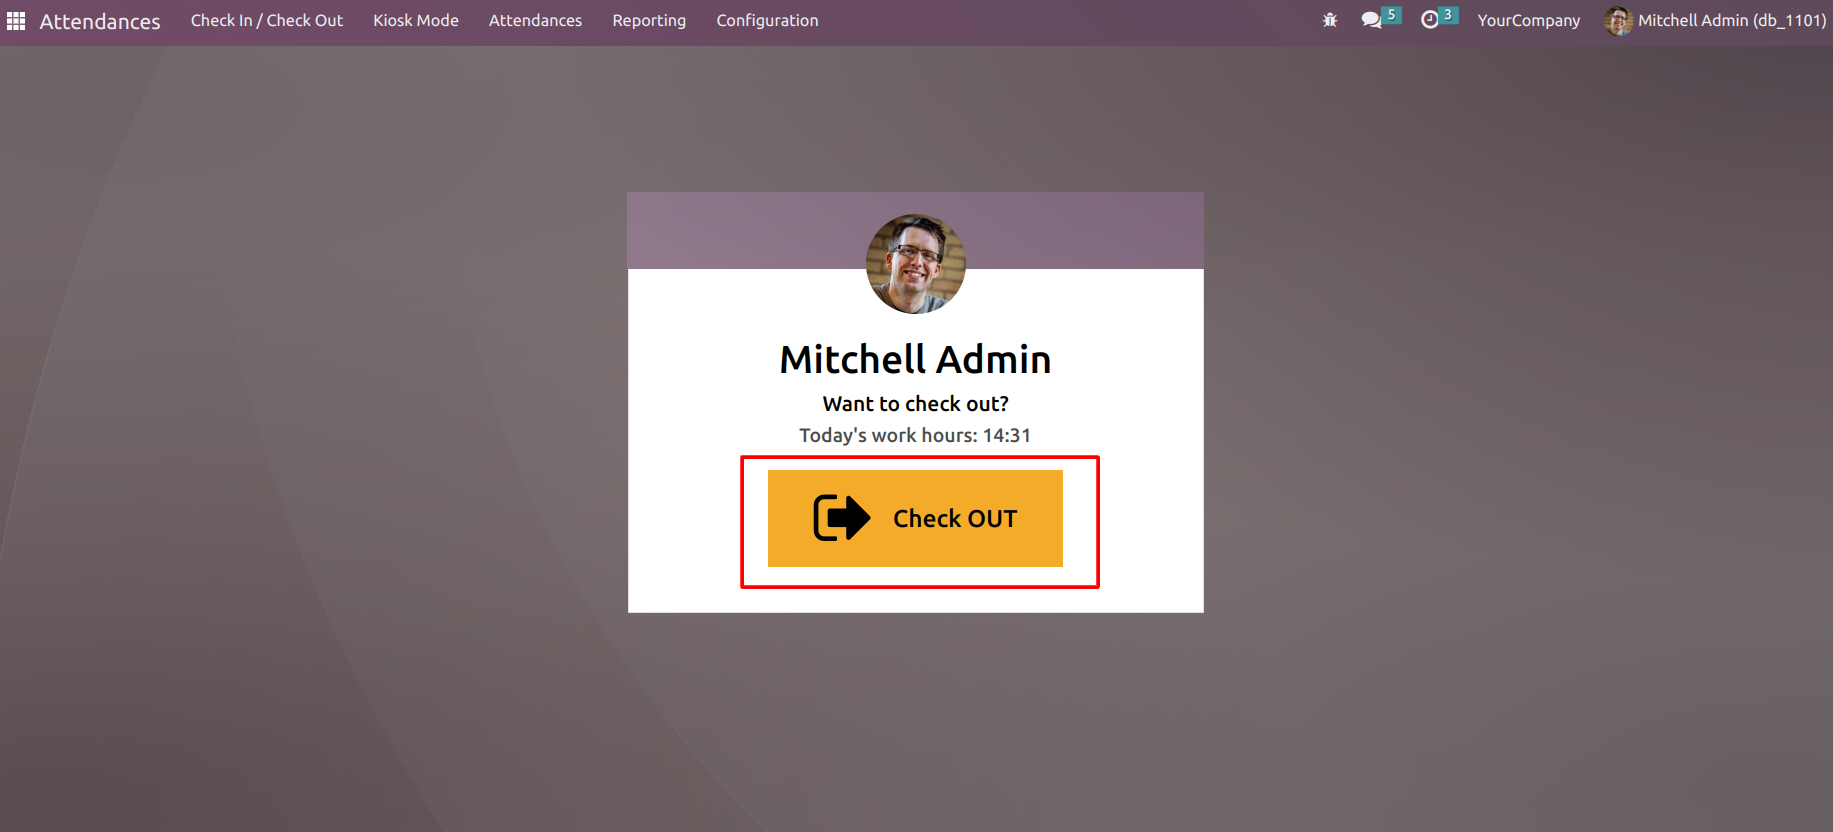 Attendances Check In / Check Out Kiosk Mode Attendances Reporting Configuration 5 3 YourCompany Mitchell Admin (db_1101)
Mitchell Admin
Want to check out?
Today's work hours: 14:31
Check OUT